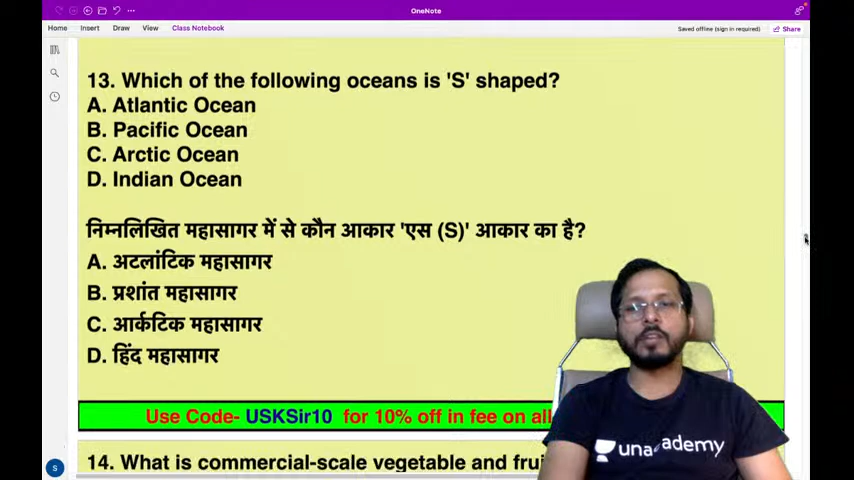 OneNote
Home Insert Draw View Class Notebook
Saved offline (sign in required) Share
13. Which of the following oceans is 'S' shaped?
A. Atlantic Ocean
B. Pacific Ocean
C. Arctic Ocean
D. Indian Ocean
निम्नलिखित महासागर में से कौन आकार 'एस (S)' आकार का है?
A. अटलांटिक महासागर
B. प्रशांत महासागर
C. आर्कटिक महासागर
D. हिंद महासागर
Use Code- USKSir10 for 10% off in fee on all
unacademy
14. What is commercial-scale vegetable and frui
S